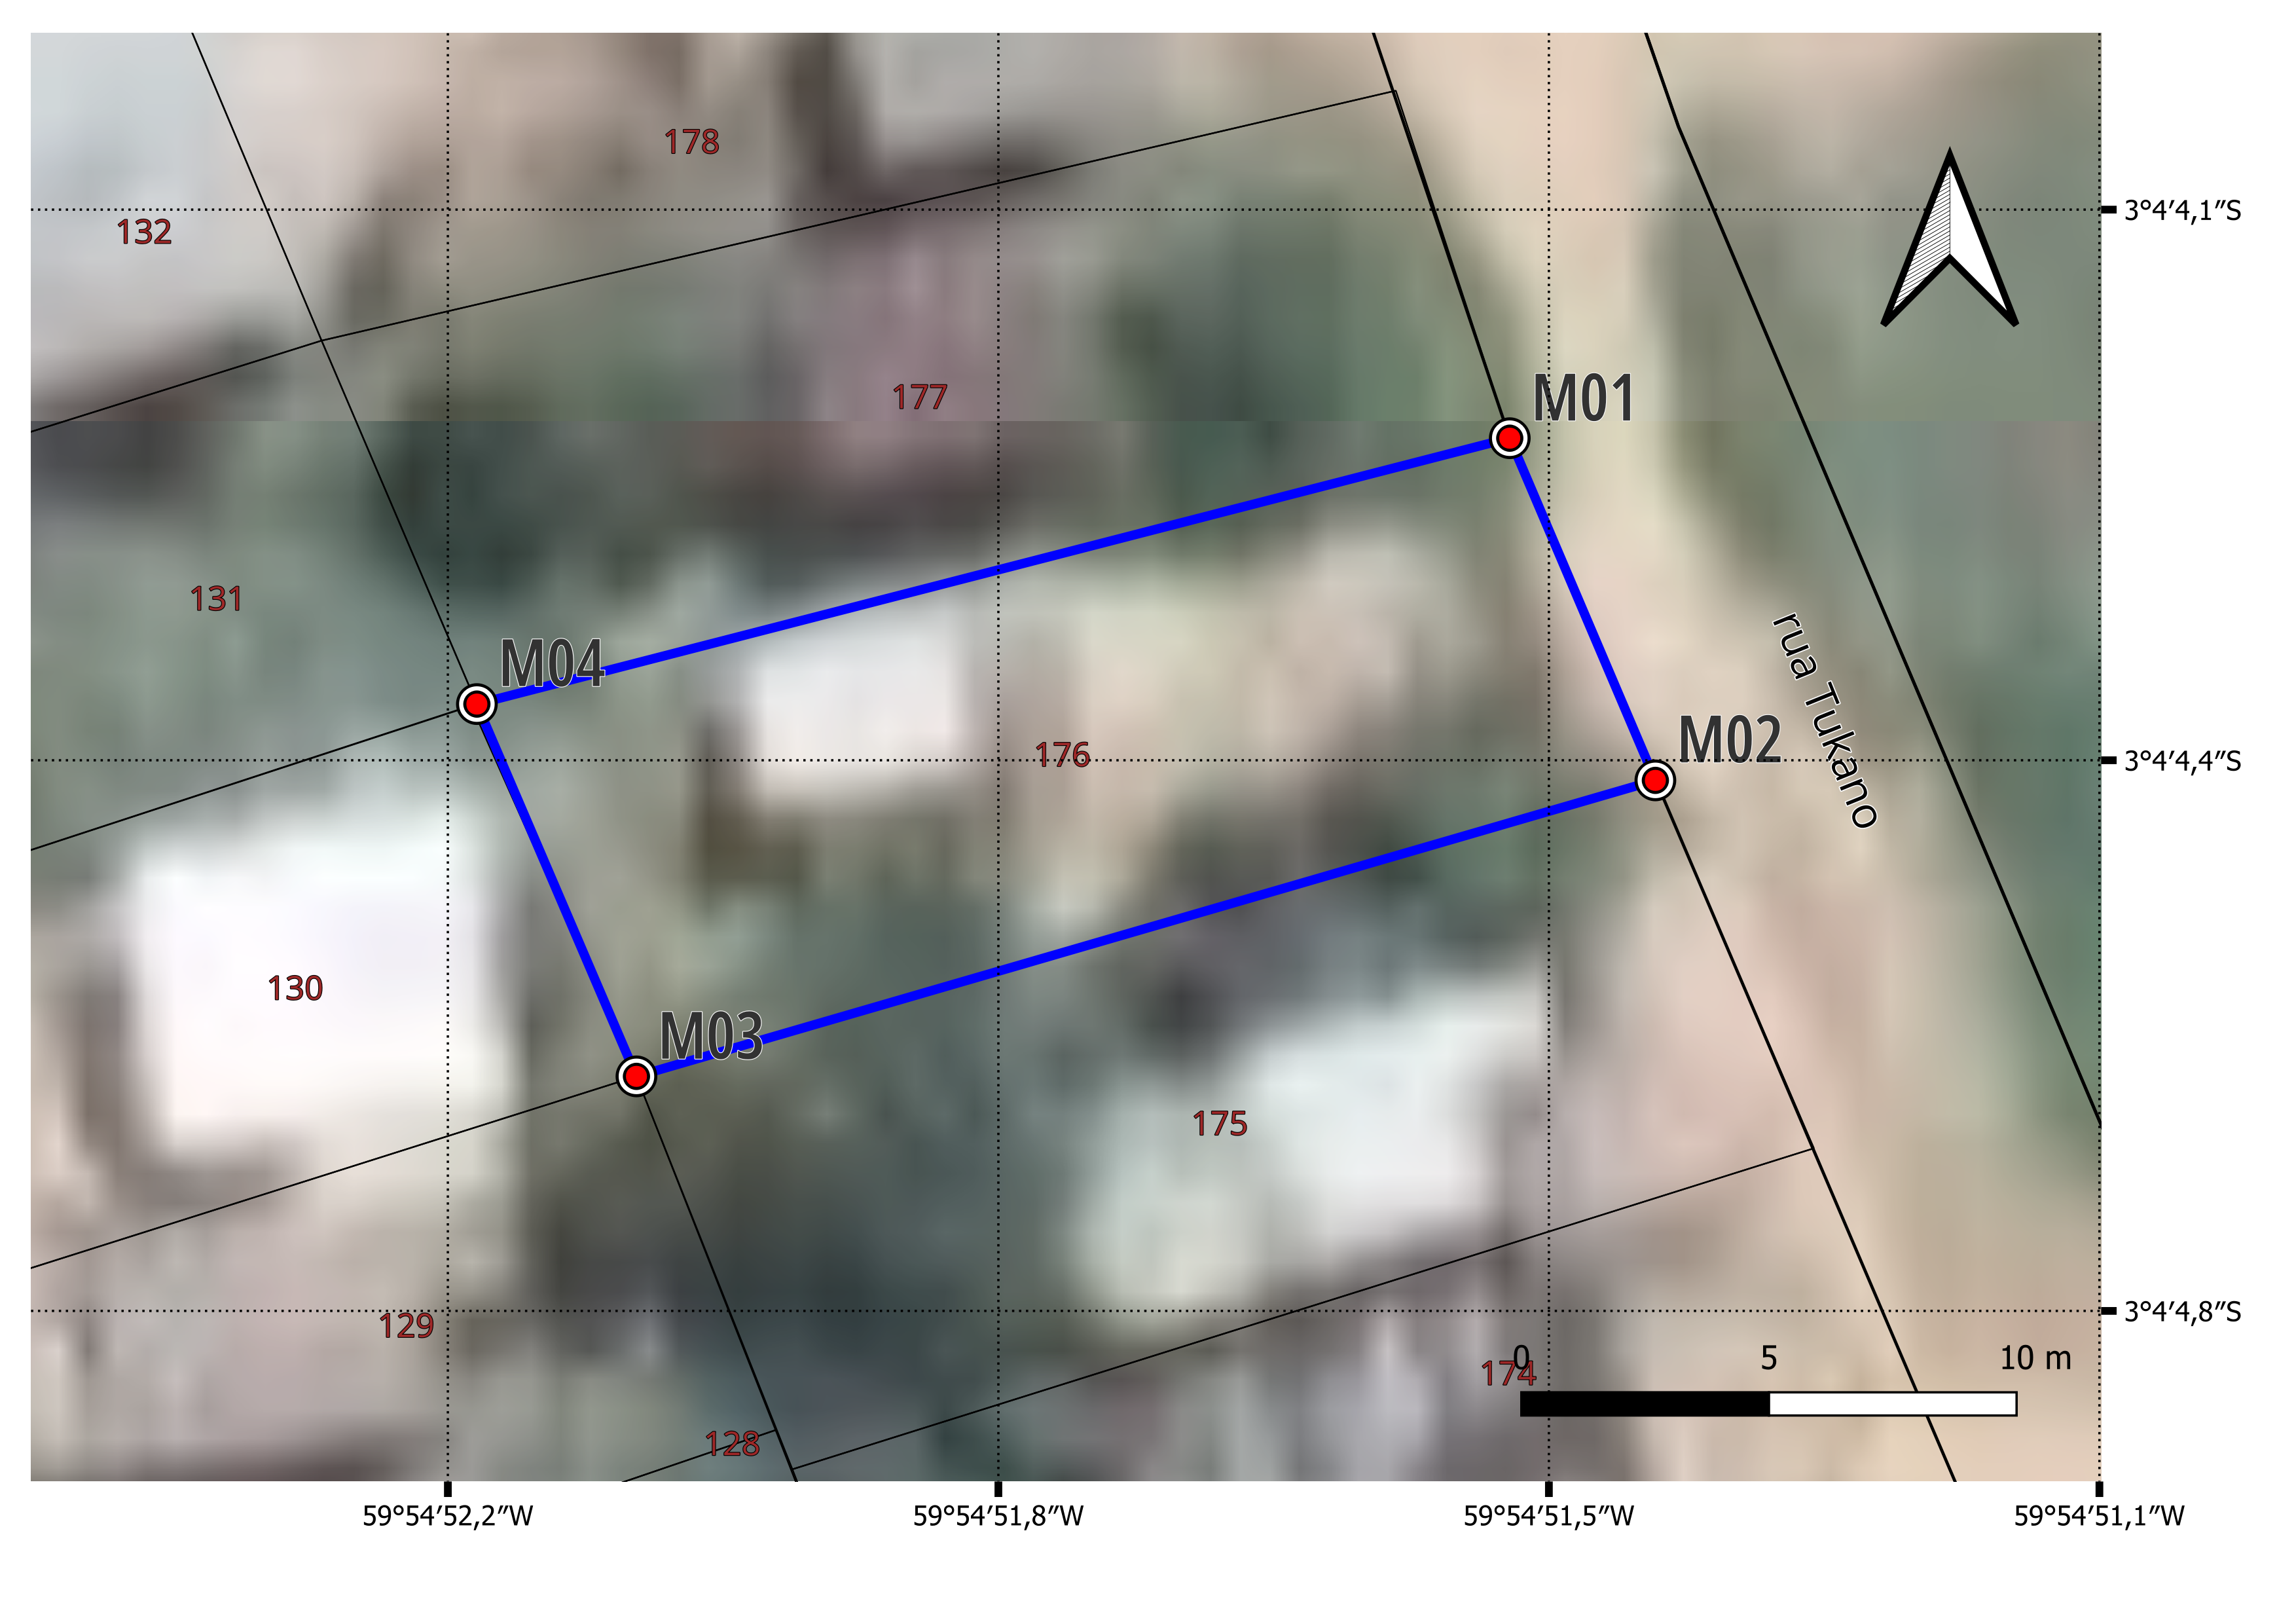 178
3°4′4,1″S
132
177
M01
131
M04
rua Tukano
M02
176
3°4′4,4″S
130
M03
175
3°4′4,8″S
129
0 5 10 m
174
128
59°54′52,2″W 59°54′51,8″W 59°54′51,5″W 59°54′51,1″W